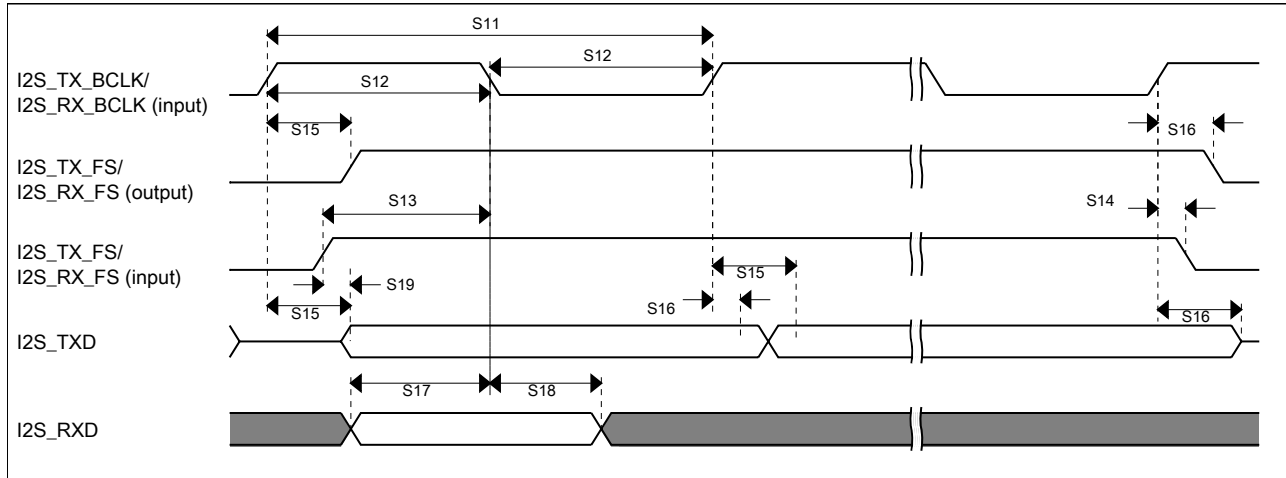 S11
S12
I2S_TX_BCLK/
I2S_RX_BCLK (input)
S12
S15
S16
I2S_TX_FS/
I2S_RX_FS (output)
S13
S14
I2S_TX_FS/
I2S_RX_FS (input)
S15
S19
S16
S15
S16
I2S_TXD
S17
S18
I2S_RXD